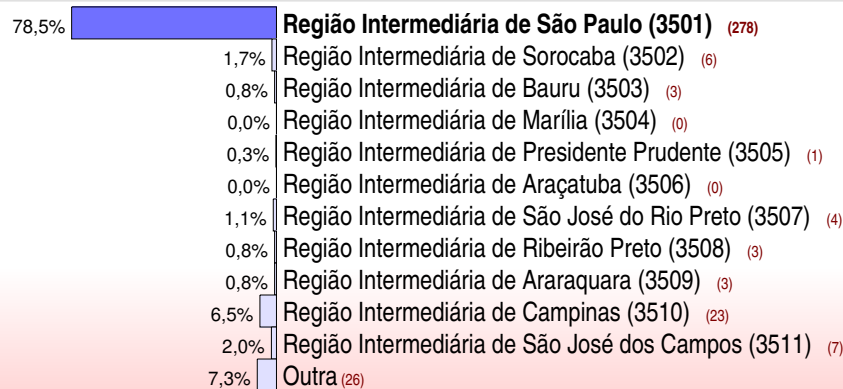 78,5% Região Intermediária de São Paulo (3501) (278)
1,7% Região Intermediária de Sorocaba (3502) (6)
0,8% Região Intermediária de Bauru (3503) (3)
0,0% Região Intermediária de Marília (3504) (0)
0,3% Região Intermediária de Presidente Prudente (3505) (1)
0,0% Região Intermediária de Araçatuba (3506) (0)
1,1% Região Intermediária de São José do Rio Preto (3507) (4)
0,8% Região Intermediária de Ribeirão Preto (3508) (3)
0,8% Região Intermediária de Araraquara (3509) (3)
6,5% Região Intermediária de Campinas (3510) (23)
2,0% Região Intermediária de São José dos Campos (3511) (7)
7,3% Outra (26)